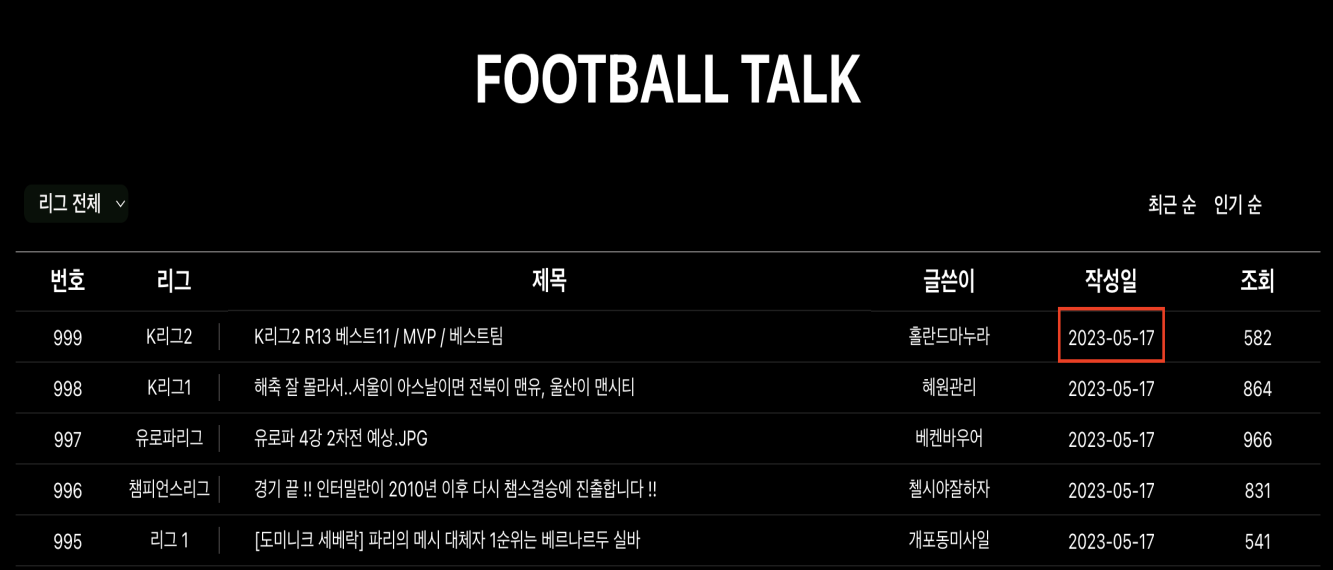 FOOTBALL TALK
리그 전체
최근 순 인기 순
번호 리그 제목 글쓴이 작성일 조회
999 K리그2 K리그2 R13 베스트11 / MVP / 베스트팀 홀란드마누라 2023-05-17 582
998 K리그1 해축 잘 몰라서..서울이 아스날이면 전북이 맨유, 울산이 맨시티 혜원관리 2023-05-17 864
997 유로파리그 유로파 4강 2차전 예상.JPG 베켄바우어 2023-05-17 966
996 챔피언스리그 경기 끝 !! 인터밀란이 2010년 이후 다시 챔스결승에 진출합니다 !! 첼시야잘하자 2023-05-17 831
995 리그 1 [도미니크 세베락] 파리의 메시 대체자 1순위는 베르나르두 실바 개포동미사일 2023-05-17 541